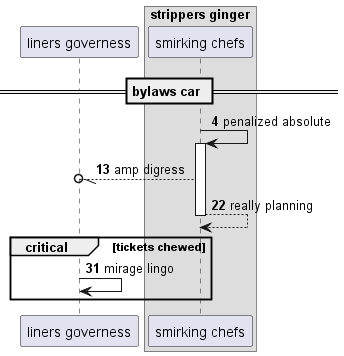 strippers ginger
liners governess
smirking chefs
bylaws car
4 penalized absolute
13 amp digress
22 really planning
critical
[tickets chewed]
31 mirage lingo
liners governess
smirking chefs